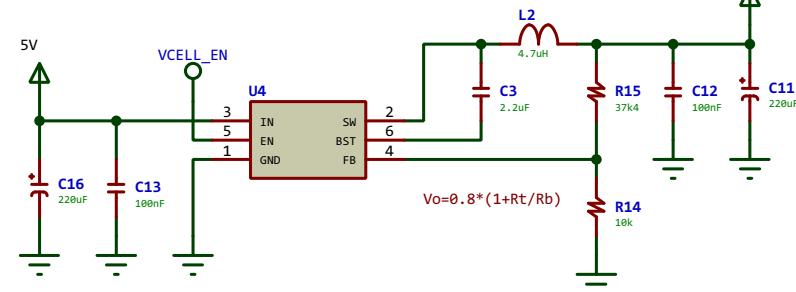 L2
4.7uH
5V
VCELL_EN
U4
C3
2.2uF
R15
37k4
C12
100nF
C11
220uF
3 IN SW 2
5 EN BST 6
1 GND FB 4
C16
220uF
C13
100nF
Vo=0.8*(1+Rt/Rb)
R14
10k